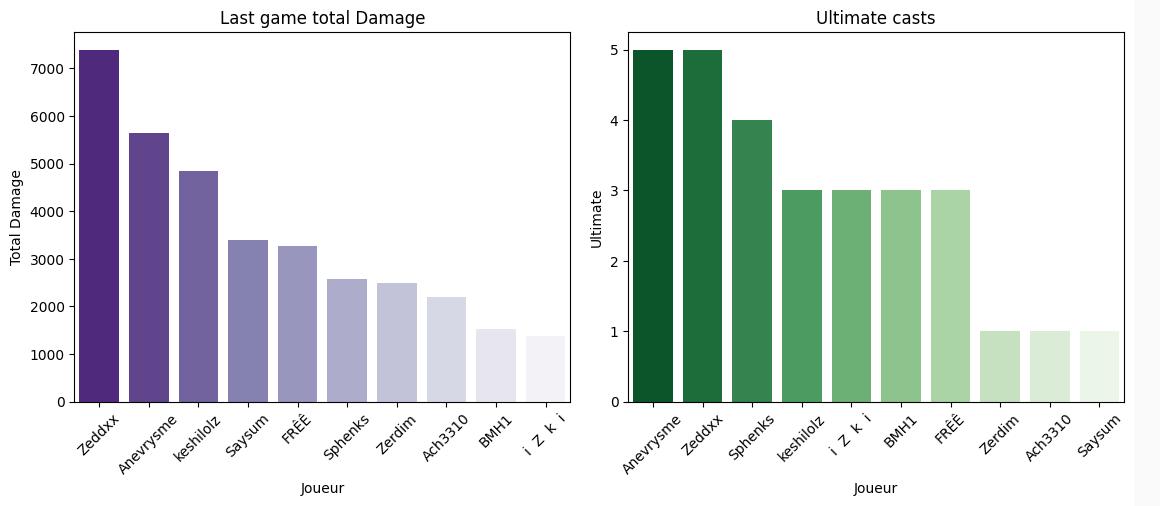 Last game total Damage
Total Damage
7000
6000
5000
4000
3000
2000
1000
0
Zeddxx
Anevrysme
keshilolz
Saysum
FRÊÈ
Sphenks
Zerdim
Ach3310
BMH1
i Z k i
Joueur
Ultimate casts
Ultimate
5
4
3
2
1
0
Anevrysme
Zeddxx
Sphenks
keshilolz
i Z k i
BMH1
FRÊÈ
Zerdim
Ach3310
Saysum
Joueur